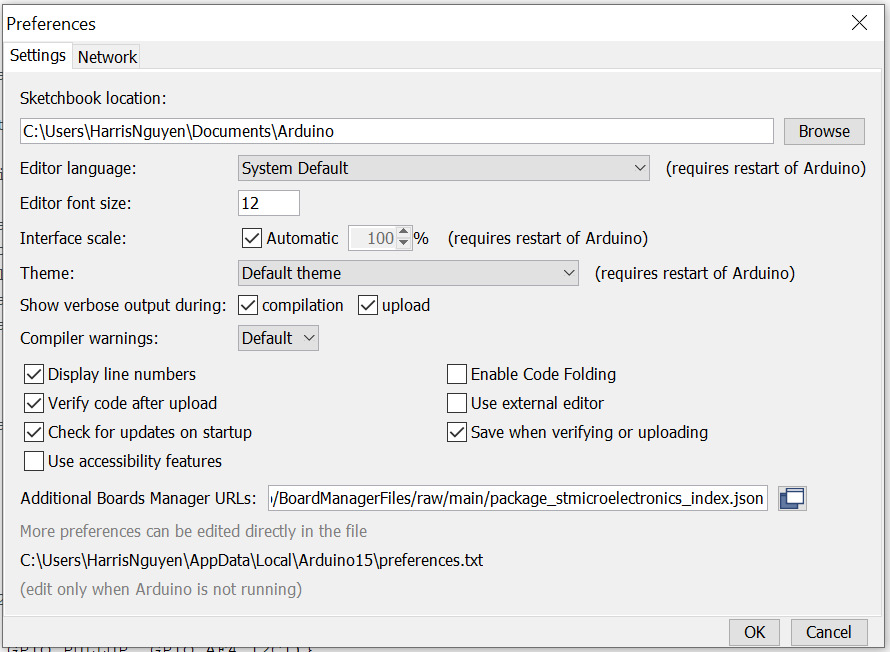 Preferences
Settings Network
Sketchbook location:
C:\Users\HarrisNguyen\Documents\Arduino Browse
Editor language: System Default (requires restart of Arduino)
Editor font size: 12
Interface scale: Automatic 100 % (requires restart of Arduino)
Theme: Default theme (requires restart of Arduino)
Show verbose output during: compilation upload
Compiler warnings: Default
Display line numbers Enable Code Folding
Verify code after upload Use external editor
Check for updates on startup Save when verifying or uploading
Use accessibility features
Additional Boards Manager URLs: /BoardManagerFiles/raw/main/package_stmicroelectronics_index.json
More preferences can be edited directly in the file
C:\Users\HarrisNguyen\AppData\Local\Arduino15\preferences.txt
(edit only when Arduino is not running)
OK Cancel